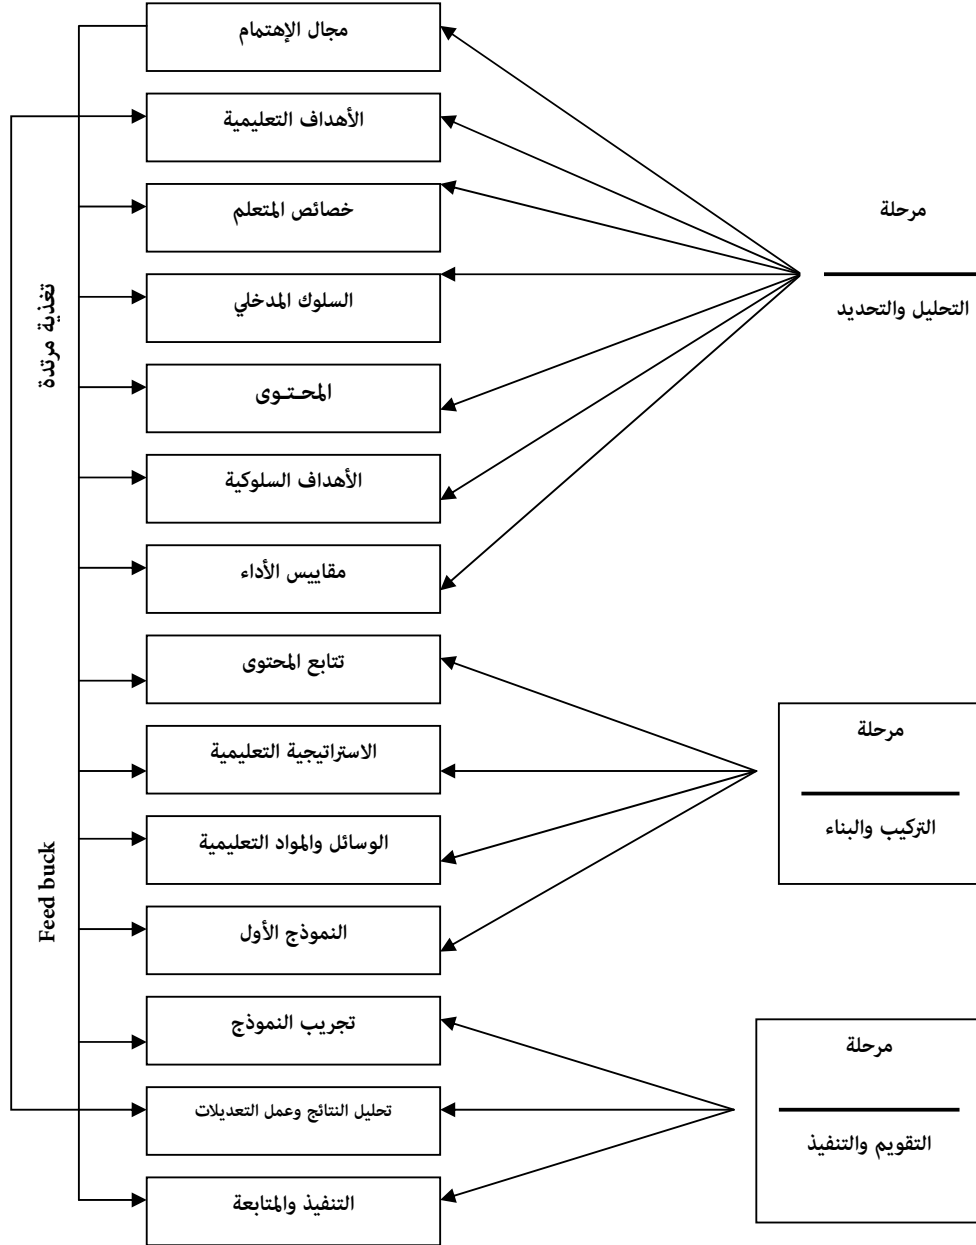 مجال الإهتمام
الأهداف التعليمية
خصائص المتعلم
السلوك المدخلي
المحـتـوى
الأهداف السلوكية
مقاييس الأداء
تتابع المحتوى
الاستراتيجية التعليمية
الوسائل والمواد التعليمية
النموذج الأول
تجريب النموذج
تحليل النتائج وعمل التعديلات
التنفيذ والمتابعة
مرحلة
التحليل والتحديد
مرحلة
التركيب والبناء
مرحلة
التقويم والتنفيذ
تغذية مرتدة
Feed buck